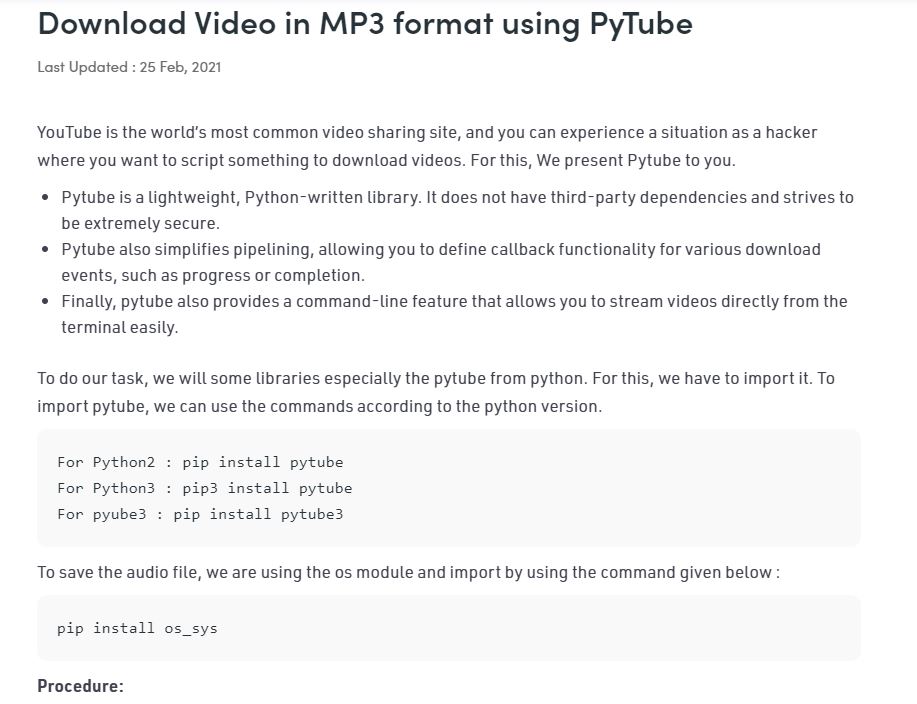 Download Video in MP3 format using PyTube
Last Updated : 25 Feb, 2021
YouTube is the world's most common video sharing site, and you can experience a situation as a hacker
where you want to script something to download videos. For this, We present Pytube to you.
• Pytube is a lightweight, Python-written library. It does not have third-party dependencies and strives to
be extremely secure.
• Pytube also simplifies pipelining, allowing you to define callback functionality for various download
events, such as progress or completion.
• Finally, pytube also provides a command-line feature that allows you to stream videos directly from the
terminal easily.
To do our task, we will some libraries especially the pytube from python. For this, we have to import it. To
import pytube, we can use the commands according to the python version.
For Python2 : pip install pytube
For Python3 : pip3 install pytube
For pyube3 : pip install pytube3
To save the audio file, we are using the os module and import by using the command given below :
pip install os_sys
Procedure: